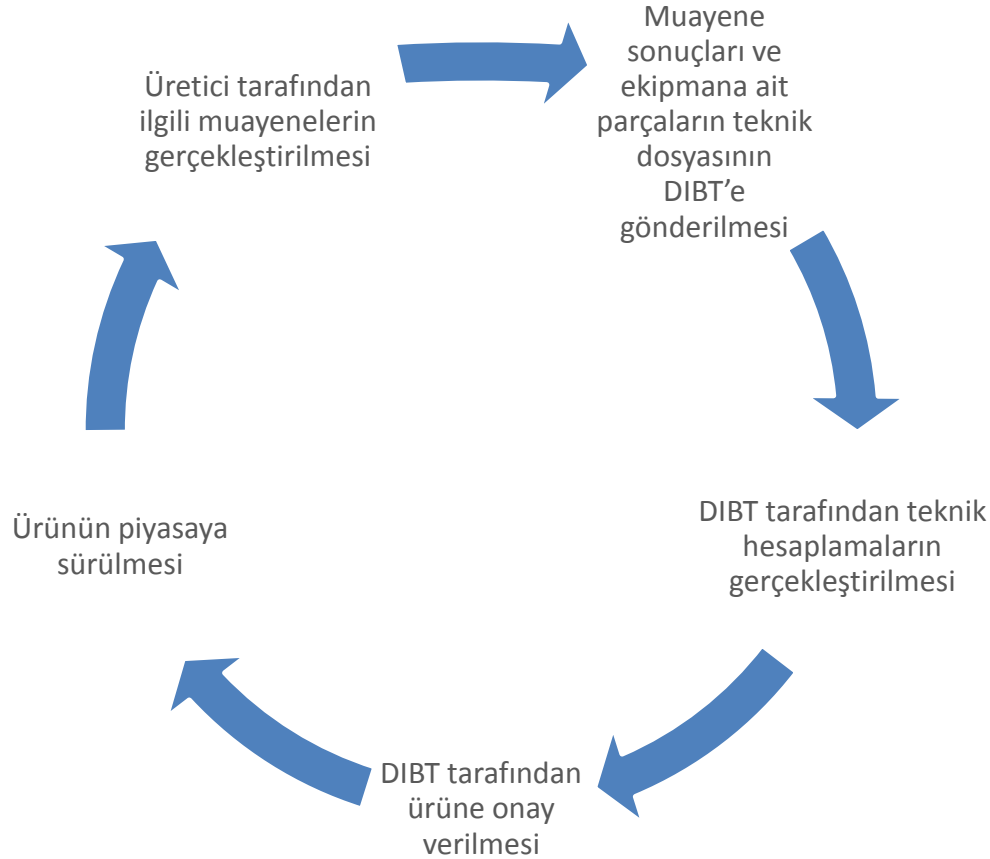 Üretici tarafından
ilgili muayenelerin
gerçekleştirilmesi
Muayene
sonuçları ve
ekipmana ait
parçaların teknik
dosyasının
DIBT’e
gönderilmesi
DIBT tarafından teknik
hesaplamaların
gerçekleştirilmesi
DIBT tarafından
ürüne onay
verilmesi
Ürünün piyasaya
sürülmesi